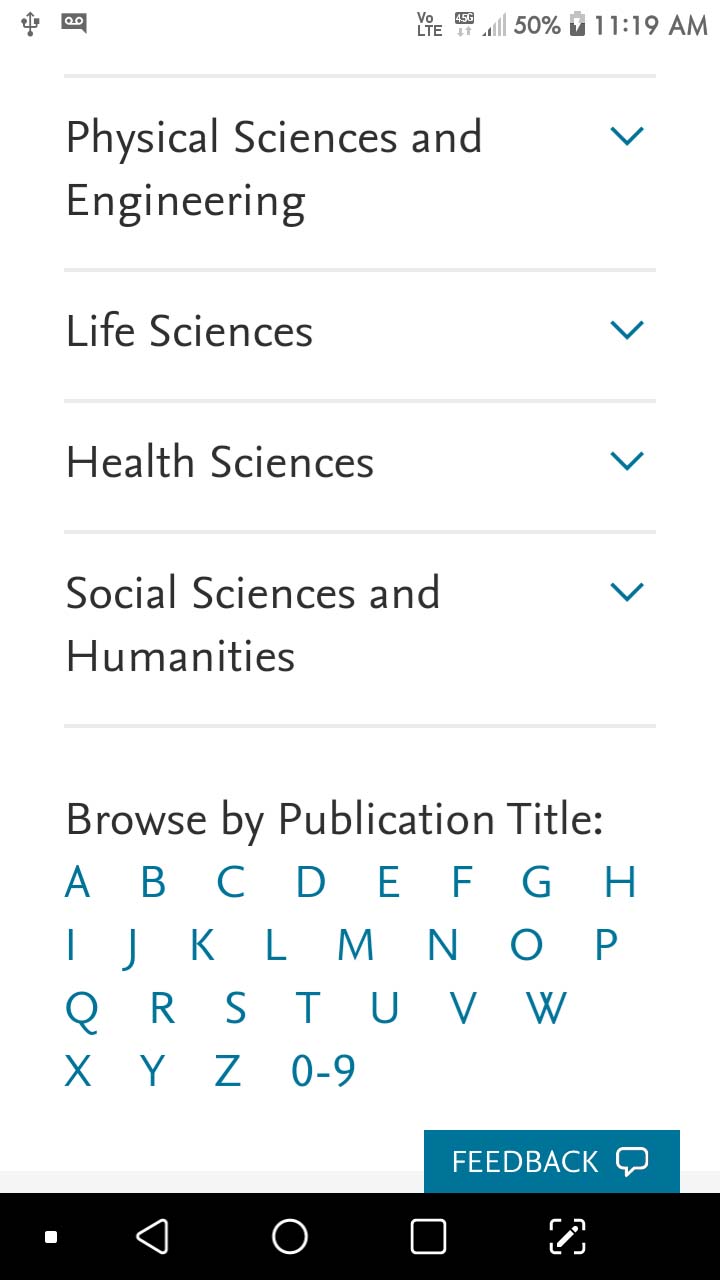 Vo LTE 4.5G 50% 11:19 AM
Physical Sciences and
Engineering
Life Sciences
Health Sciences
Social Sciences and
Humanities
Browse by Publication Title:
A B C D E F G H
I J K L M N O P
Q R S T U V W
X Y Z 0-9
FEEDBACK